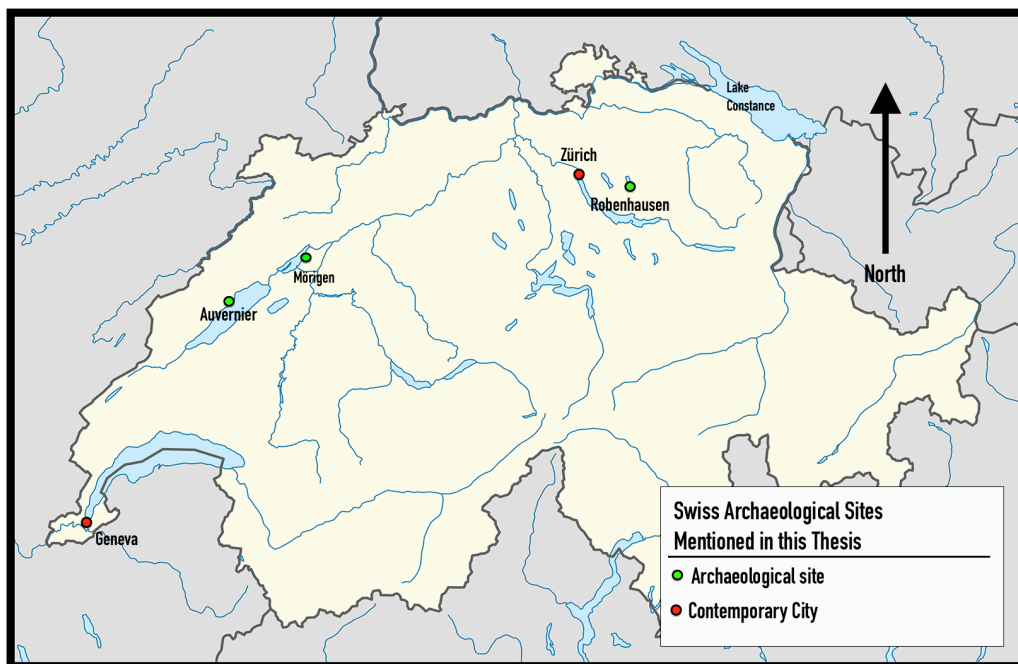 Lake
Constance
Zürich
Robenhausen
North
Mörigen
Auvernier
Geneva
Swiss Archaeological Sites
Mentioned in this Thesis
Archaeological site
Contemporary City